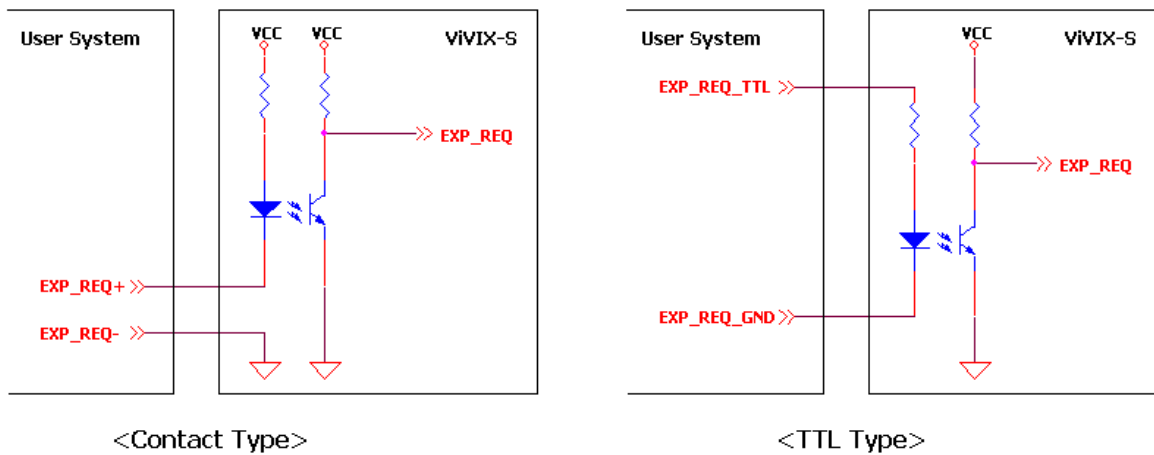 User System
VCC
VCC
ViVIX-S
EXP_REQ
EXP_REQ+
EXP_REQ-
<Contact Type>
User System
VCC
ViVIX-S
EXP_REQ_TTL
EXP_REQ
EXP_REQ_GND
<TTL Type>